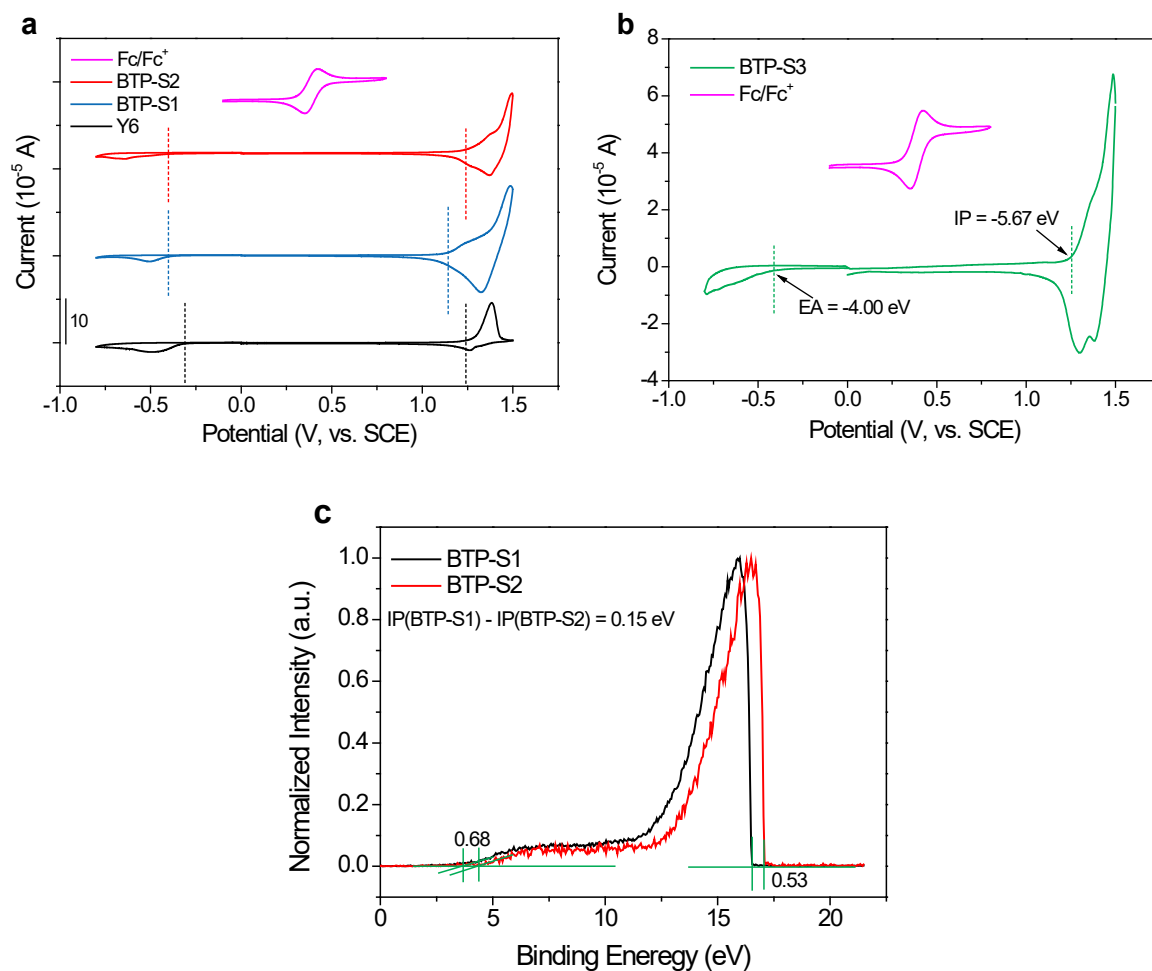 a
Fc/Fc⁺
BTP-S2
BTP-S1
Y6
10
Current (10⁻⁵ A)
-1.0 -0.5 0.0 0.5 1.0 1.5
Potential (V, vs. SCE)
b
BTP-S3
Fc/Fc⁺
IP = -5.67 eV
EA = -4.00 eV
8
6
4
2
0
-2
-4
Current (10⁻⁵ A)
-1.0 -0.5 0.0 0.5 1.0 1.5
Potential (V, vs. SCE)
c
BTP-S1
BTP-S2
IP(BTP-S1) - IP(BTP-S2) = 0.15 eV
0.68
0.53
1.0
0.8
0.6
0.4
0.2
0.0
Normalized Intensity (a.u.)
0 5 10 15 20
Binding Eneregy (eV)